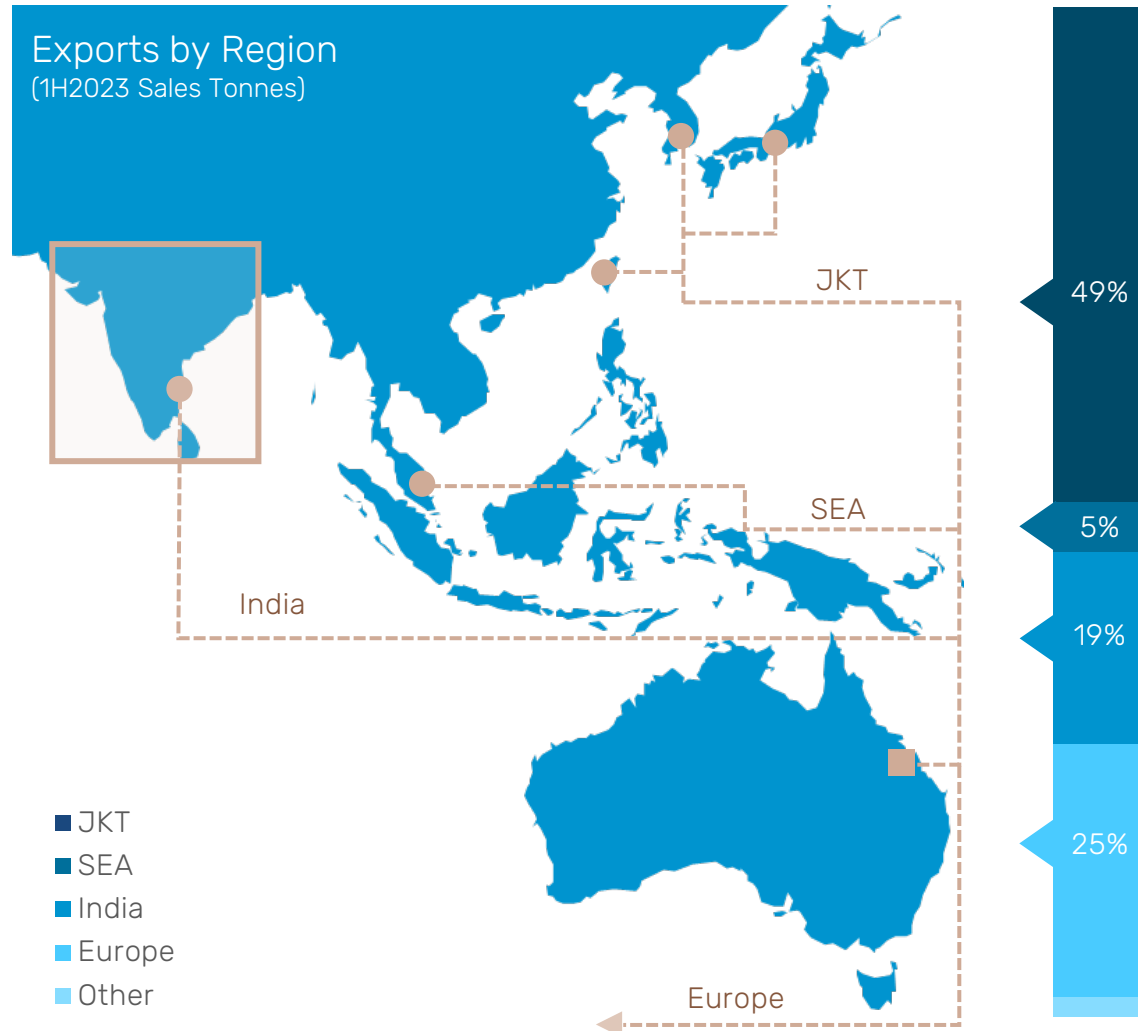 Exports by Region
(1H2023 Sales Tonnes)
JKT
49%
SEA
5%
India
19%
25%
JKT
SEA
India
Europe
Other
Europe